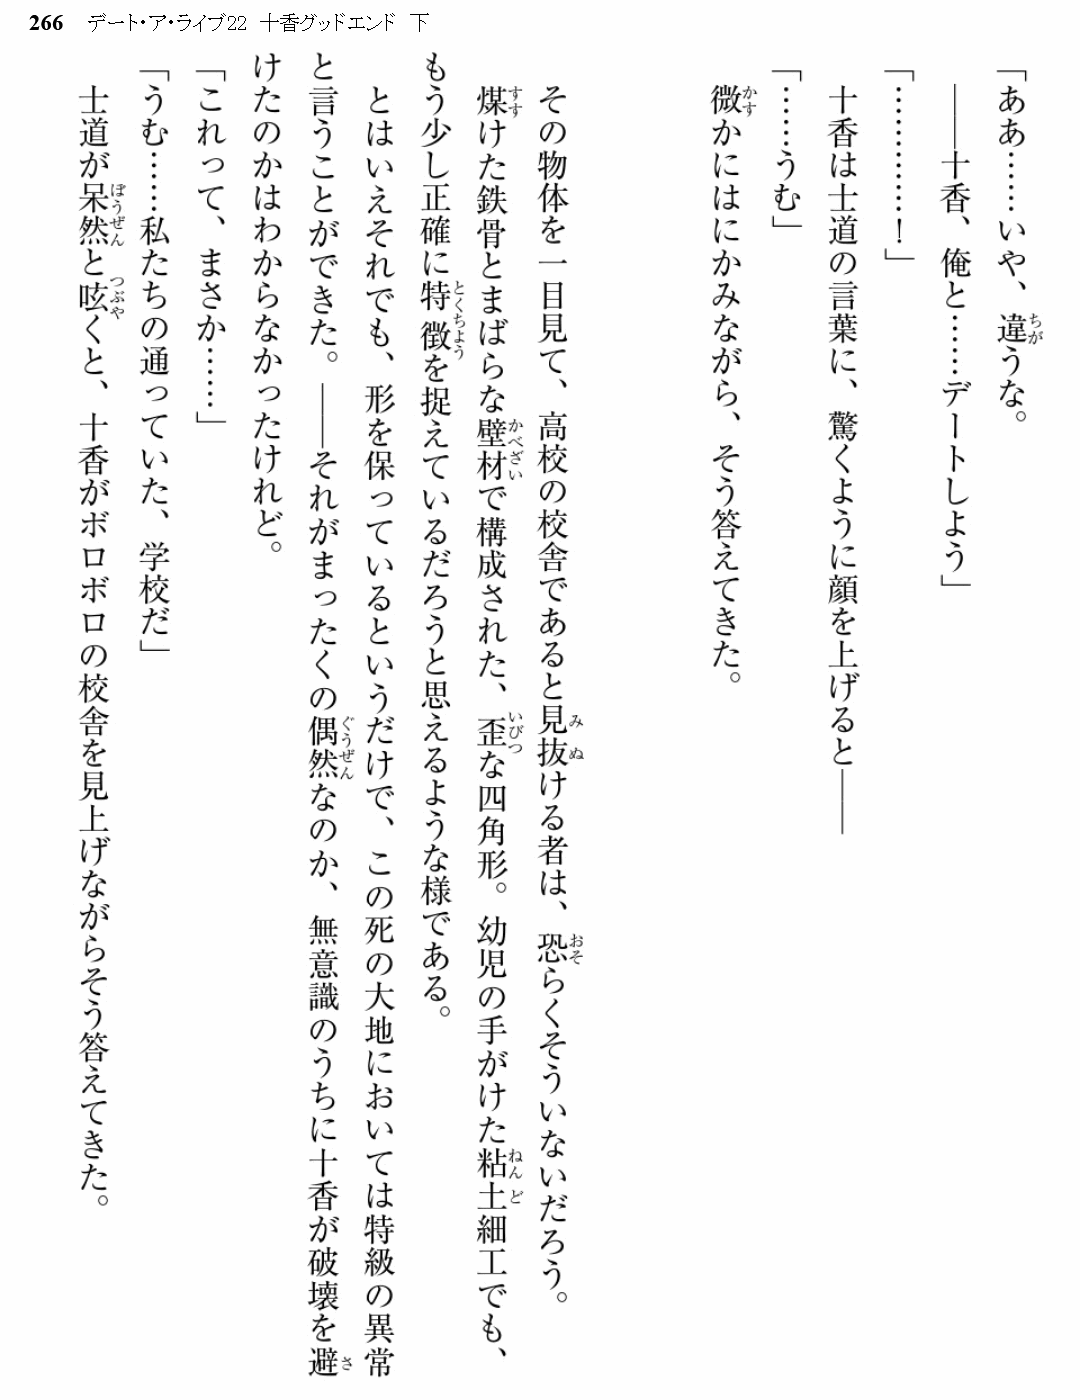 266 デート・ア・ライブ22 十香グッドエンド 下
「ああ……いや、違うな。
――十香、俺と……デートしよう」
「…………！」
十香は士道の言葉に、驚くように顔を上げると――
「……うむ」
微かにはにかみながら、そう答えてきた。
その物体を一目見て、高校の校舎であると見抜ける者は、恐らくそういないだろう。
煤けた鉄骨とまばらな壁材で構成された、歪な四角形。幼児の手がけた粘土細工でも、
もう少し正確に特徴を捉えているだろうと思えるような様である。
とはいえそれでも、形を保っているというだけで、この死の大地においては特級の異常
と言うことができた。――それがまったくの偶然なのか、無意識のうちに十香が破壊を避
けたのかはわからなかったけれど。
「これって、まさか……」
「うむ……私たちの通っていた、学校だ」
士道が呆然と呟くと、十香がボロボロの校舎を見上げながらそう答えてきた。